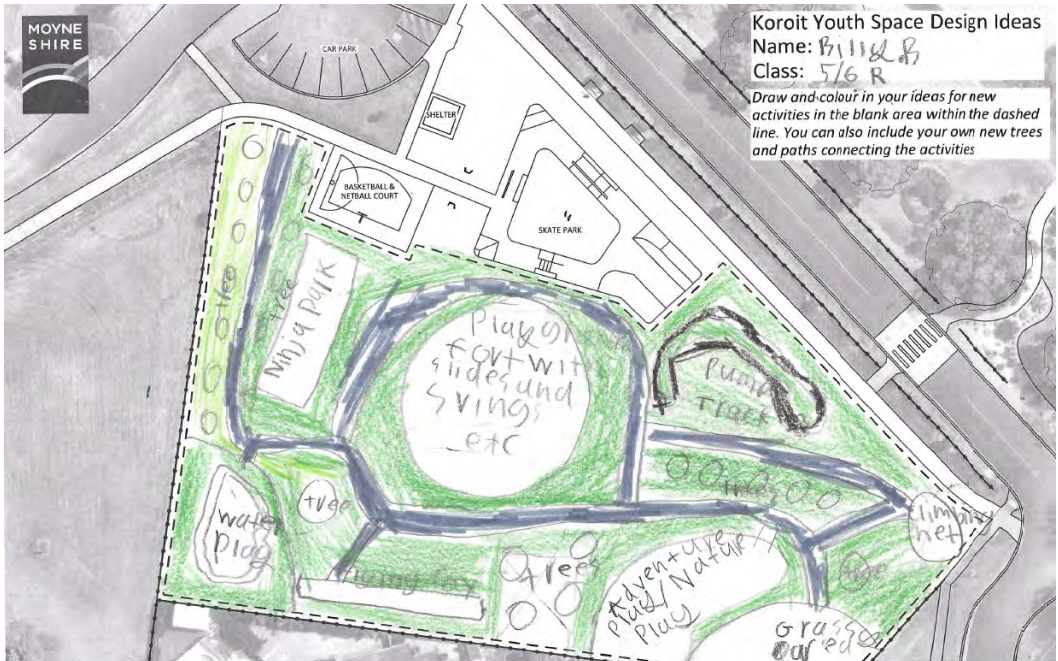 MOYNE
SHIRE
CAR PARK
Koroit Youth Space Design Ideas
Name: Billie B
Class: 5/6 R
Draw and colour in your ideas for new
activities in the blank area within the dashed
line. You can also include your own new trees
and paths connecting the activities
SHELTER
BASKETBALL &
NETBALL COURT
SKATE PARK
tree
tree
Ninja park
Playgr
fort with
slides and
Swings
etc
Pump
Track
trees
climbing
net
tree
water
play
trees
Adventure
play/Nature
Play
Grass